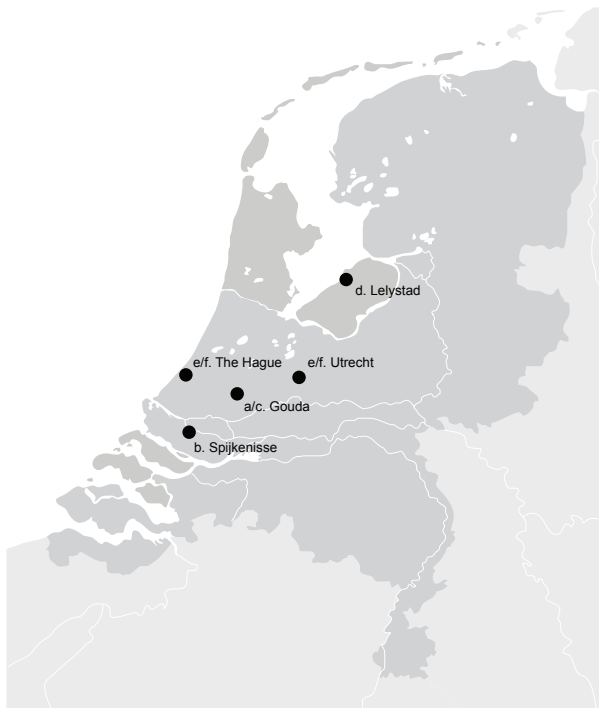 d. Lelystad
e/f. The Hague
e/f. Utrecht
a/c. Gouda
b. Spijkenisse